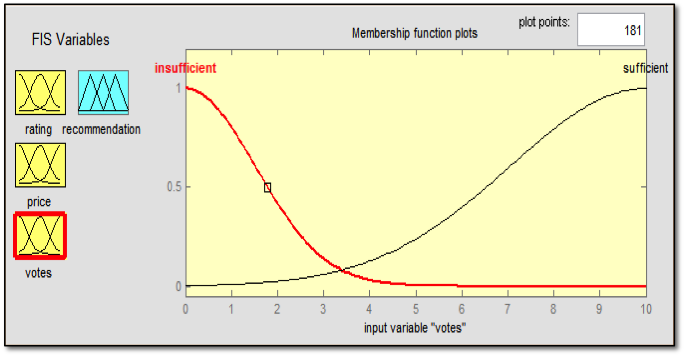 FIS Variables
rating
recommendation
price
votes
Membership function plots
plot points:
181
insufficient
sufficient
1
0.5
0
0 1 2 3 4 5 6 7 8 9 10
input variable "votes"